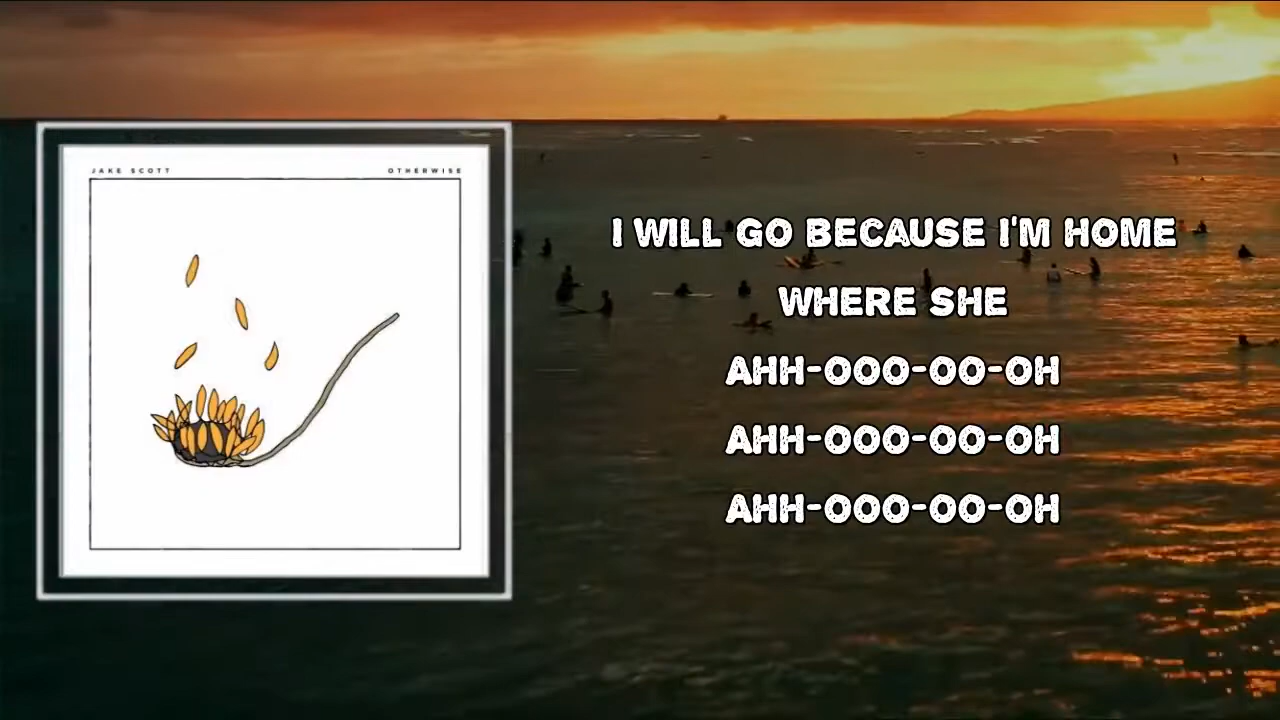 JAKE SCOTT OTHERWISE
I WILL GO BECAUSE I'M HOME
WHERE SHE
AHH-OOO-OO-OH
AHH-OOO-OO-OH
AHH-OOO-OO-OH